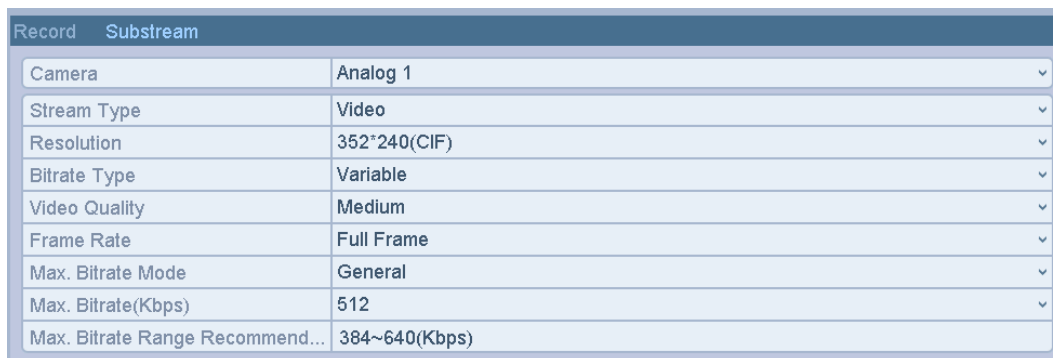 Record Substream
Camera Analog 1
Stream Type Video
Resolution 352*240(CIF)
Bitrate Type Variable
Video Quality Medium
Frame Rate Full Frame
Max. Bitrate Mode General
Max. Bitrate(Kbps) 512
Max. Bitrate Range Recommend... 384~640(Kbps)